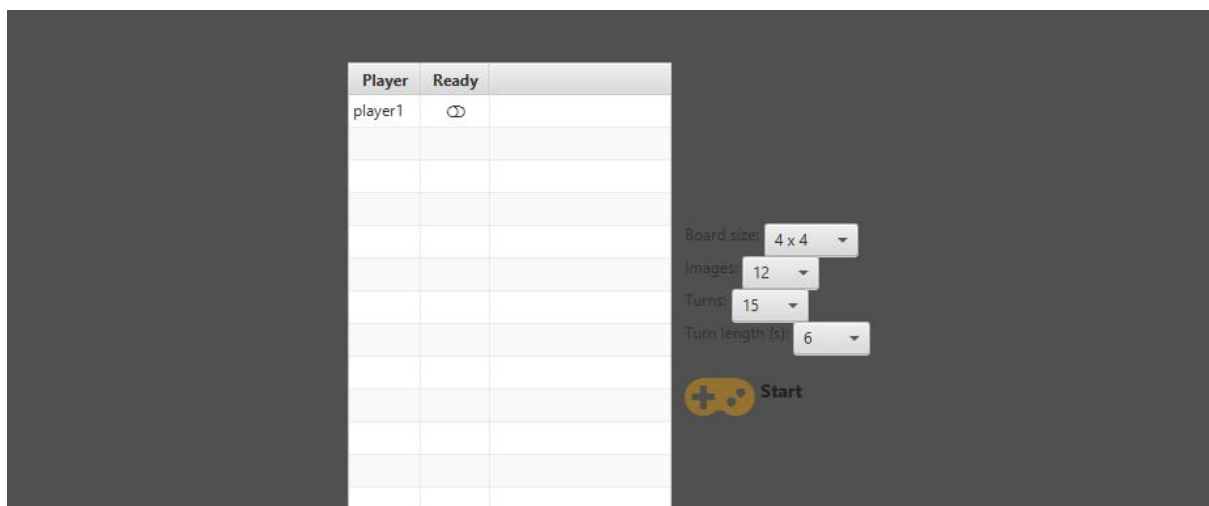 Player Ready
player1
Board size: 4 x 4
Images: 12
Turns: 15
Turn length (s): 6
Start